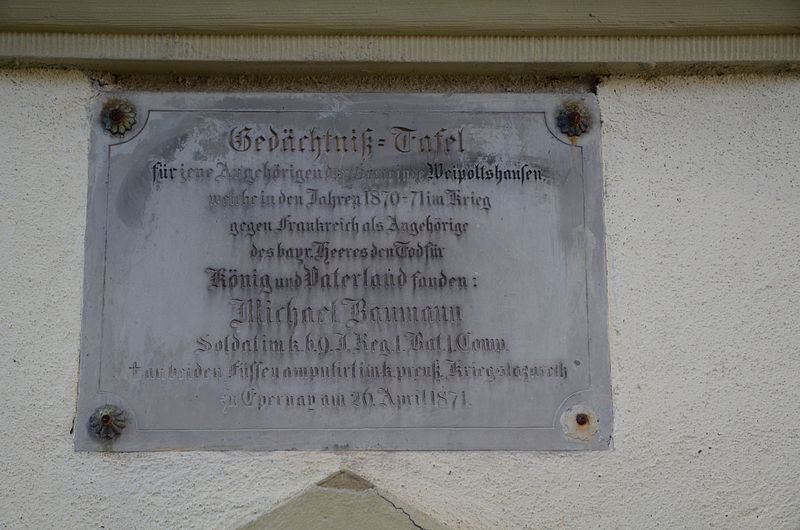 Gedächtniß-Tafel
für jene Angehörigen der Gemeinde Weipoltshausen,
welche in den Jahren 1870-71 im Krieg
gegen Frankreich als Angehörige
des bayr. Heeres den Tod für
König und Vaterland fanden:
Michael Baumann
Soldat im k. b. 9. I. Reg. 1. Bat. 1. Comp.
† an beiden Füssen amputirt im k. preuß. Kriegslazareth
zu Epernay am 26. April 1871.